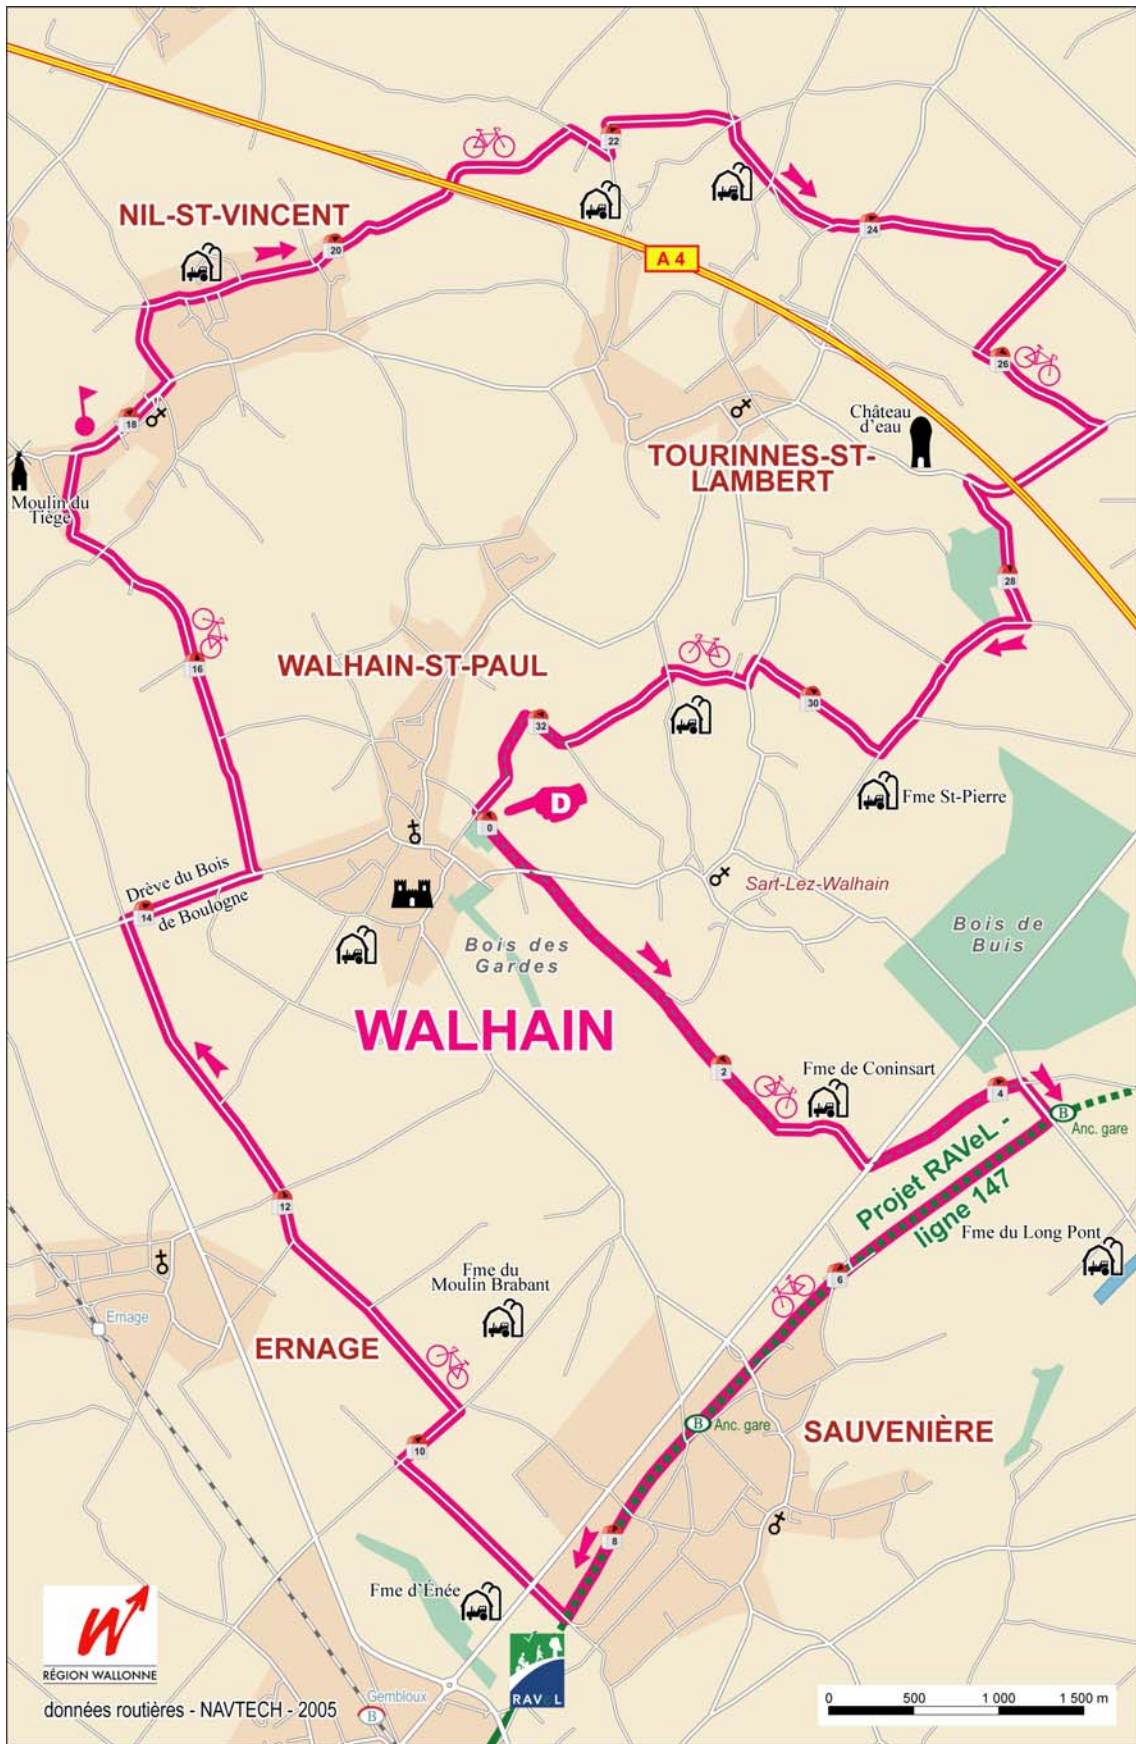 22
NIL-ST-VINCENT
20
24
A 4
26
18
Château
d'eau
TOURINNES-ST-
LAMBERT
Moulin du
Tiège
28
WALHAIN-ST-PAUL
16
30
32
D
0
Fme St-Pierre
Drève du Bois
de Boulogne
14
Sart-Lez-Walhain
Bois des
Gardes
Bois de
Buis
WALHAIN
2
Fme de Coninsart
4
B
Anc. gare
Projet RAVeL -
ligne 147
12
Fme du Long Pont
Fme du
Moulin Brabant
6
Ernage
ERNAGE
B
Anc. gare
SAUVENIÈRE
10
8
Fme d'Énée
W
RÉGION WALLONNE
données routières - NAVTECH - 2005
Gembloux
B
RAVeL
0 500 1 000 1 500 m